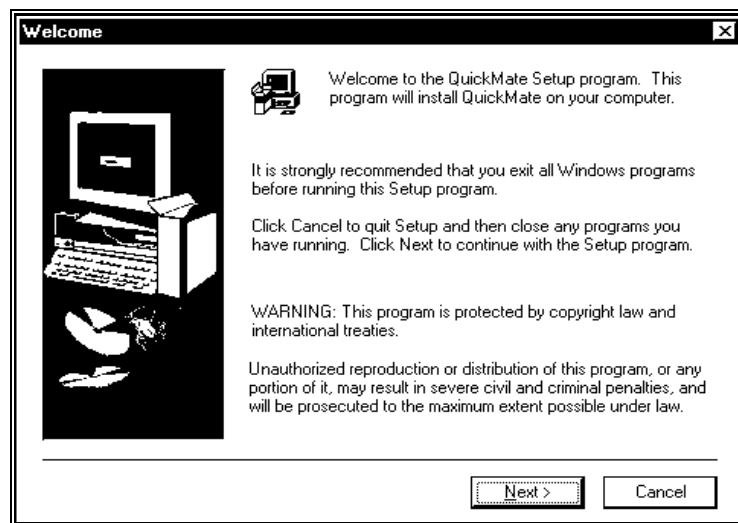 Welcome
Welcome to the QuickMate Setup program. This
program will install QuickMate on your computer.
It is strongly recommended that you exit all Windows programs
before running this Setup program.
Click Cancel to quit Setup and then close any programs you
have running. Click Next to continue with the Setup program.
WARNING: This program is protected by copyright law and
international treaties.
Unauthorized reproduction or distribution of this program, or any
portion of it, may result in severe civil and criminal penalties, and
will be prosecuted to the maximum extent possible under law.
Next >
Cancel